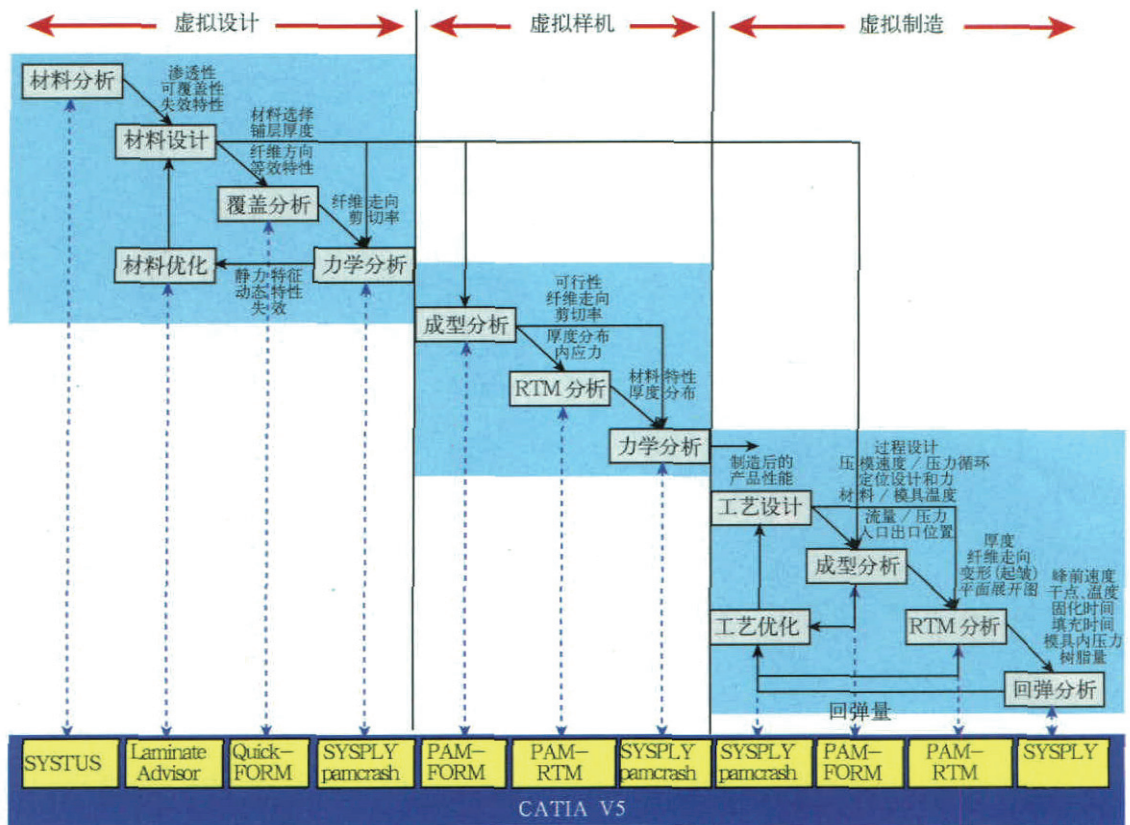 虚拟设计
虚拟样机
虚拟制造
材料分析
渗透性
可覆盖性
失效特性
材料设计
材料选择
铺层厚度
纤维方向
等效特性
覆盖分析
纤维走向
剪切率
材料优化
力学分析
静力特征
动态特性
失效
成型分析
可行性
纤维走向
剪切率
厚度分布
内应力
RTM 分析
材料特性
厚度分布
力学分析
制造后的
产品性能
过程设计
压模速度/压力循环
定位设计和力
材料/模具温度
工艺设计
流量/压力
人口出口位置
成型分析
厚度
纤维走向
变形(起皱)
平面展开图
工艺优化
RTM 分析
峰前速度
干点、温度
固化时间
填充时间
模具内压力
树脂量
回弹分析
回弹量
SYSTUS
Laminate
Advisor
Quick-
FORM
SYSPLY
pamcrash
PAM-
FORM
PAM-
RTM
SYSPLY
pamcrash
SYSPLY
pamcrash
PAM-
FORM
PAM-
RTM
SYSPLY
CATIA V5